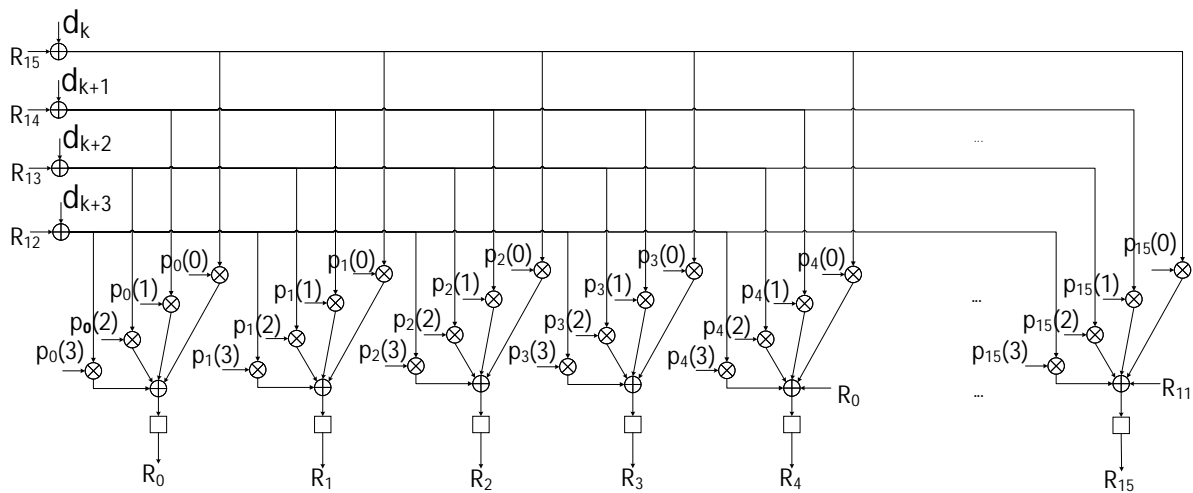 d_k
R_15
d_k+1
R_14
d_k+2
...
R_13
d_k+3
R_12
p_0(0) p_1(0) p_2(0) p_3(0) p_4(0) p_15(0)
p_0(1) p_1(1) p_2(1) p_3(1) p_4(1) ... p_15(1)
p_0(2) p_1(2) p_2(2) p_3(2) p_4(2) p_15(2)
p_0(3) p_1(3) p_2(3) p_3(3) p_4(3) p_15(3)
R_0 ... R_11
R_0 R_1 R_2 R_3 R_4 R_15